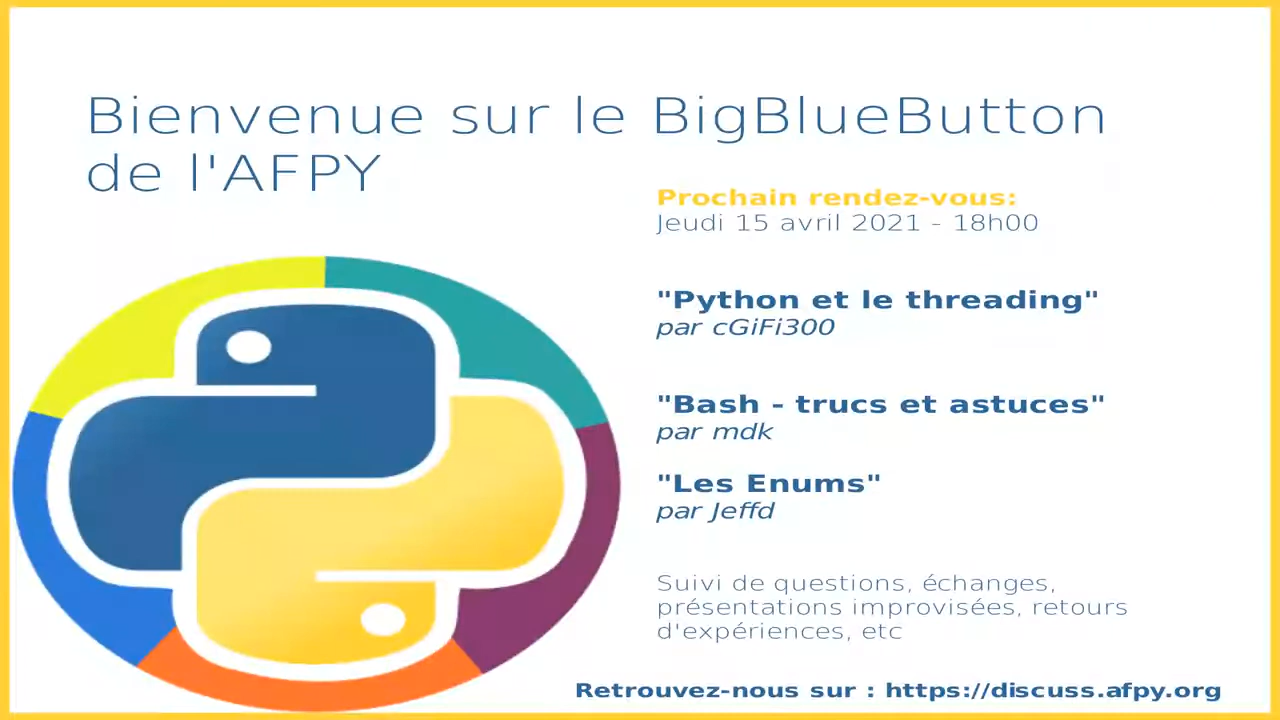 Bienvenue sur le BigBlueButton
de l'AFPY
Prochain rendez-vous:
Jeudi 15 avril 2021 - 18h00
"Python et le threading"
par cGiFi300
"Bash - trucs et astuces"
par mdk
"Les Enums"
par Jeffd
Suivi de questions, échanges,
présentations improvisées, retours
d'expériences, etc
Retrouvez-nous sur : https://discuss.afpy.org